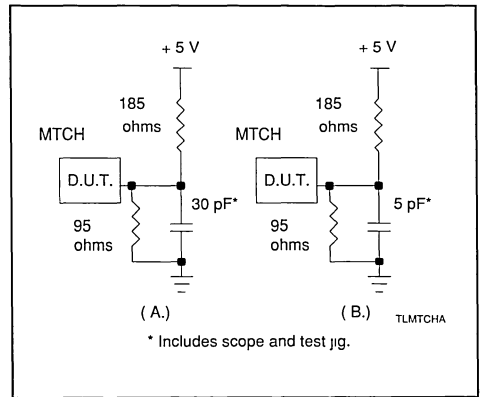 + 5 V
+ 5 V
185
ohms
185
ohms
MTCH
MTCH
D.U.T.
D.U.T.
30 pF*
5 pF*
95
ohms
95
ohms
( A.)
( B.)
TLMTCHA
* Includes scope and test jig.